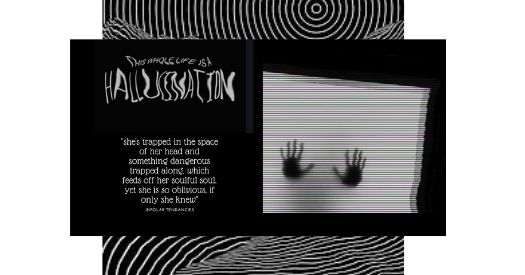 THIS WHOLE LIFE IS A
HALLUCINATION
"she's trapped in the space
of her head and
something dangerous
trapped along, which
feeds off her soulful soul,
yet she is so oblivious, if
only she knew"
-BIPOLAR TENDANCIES